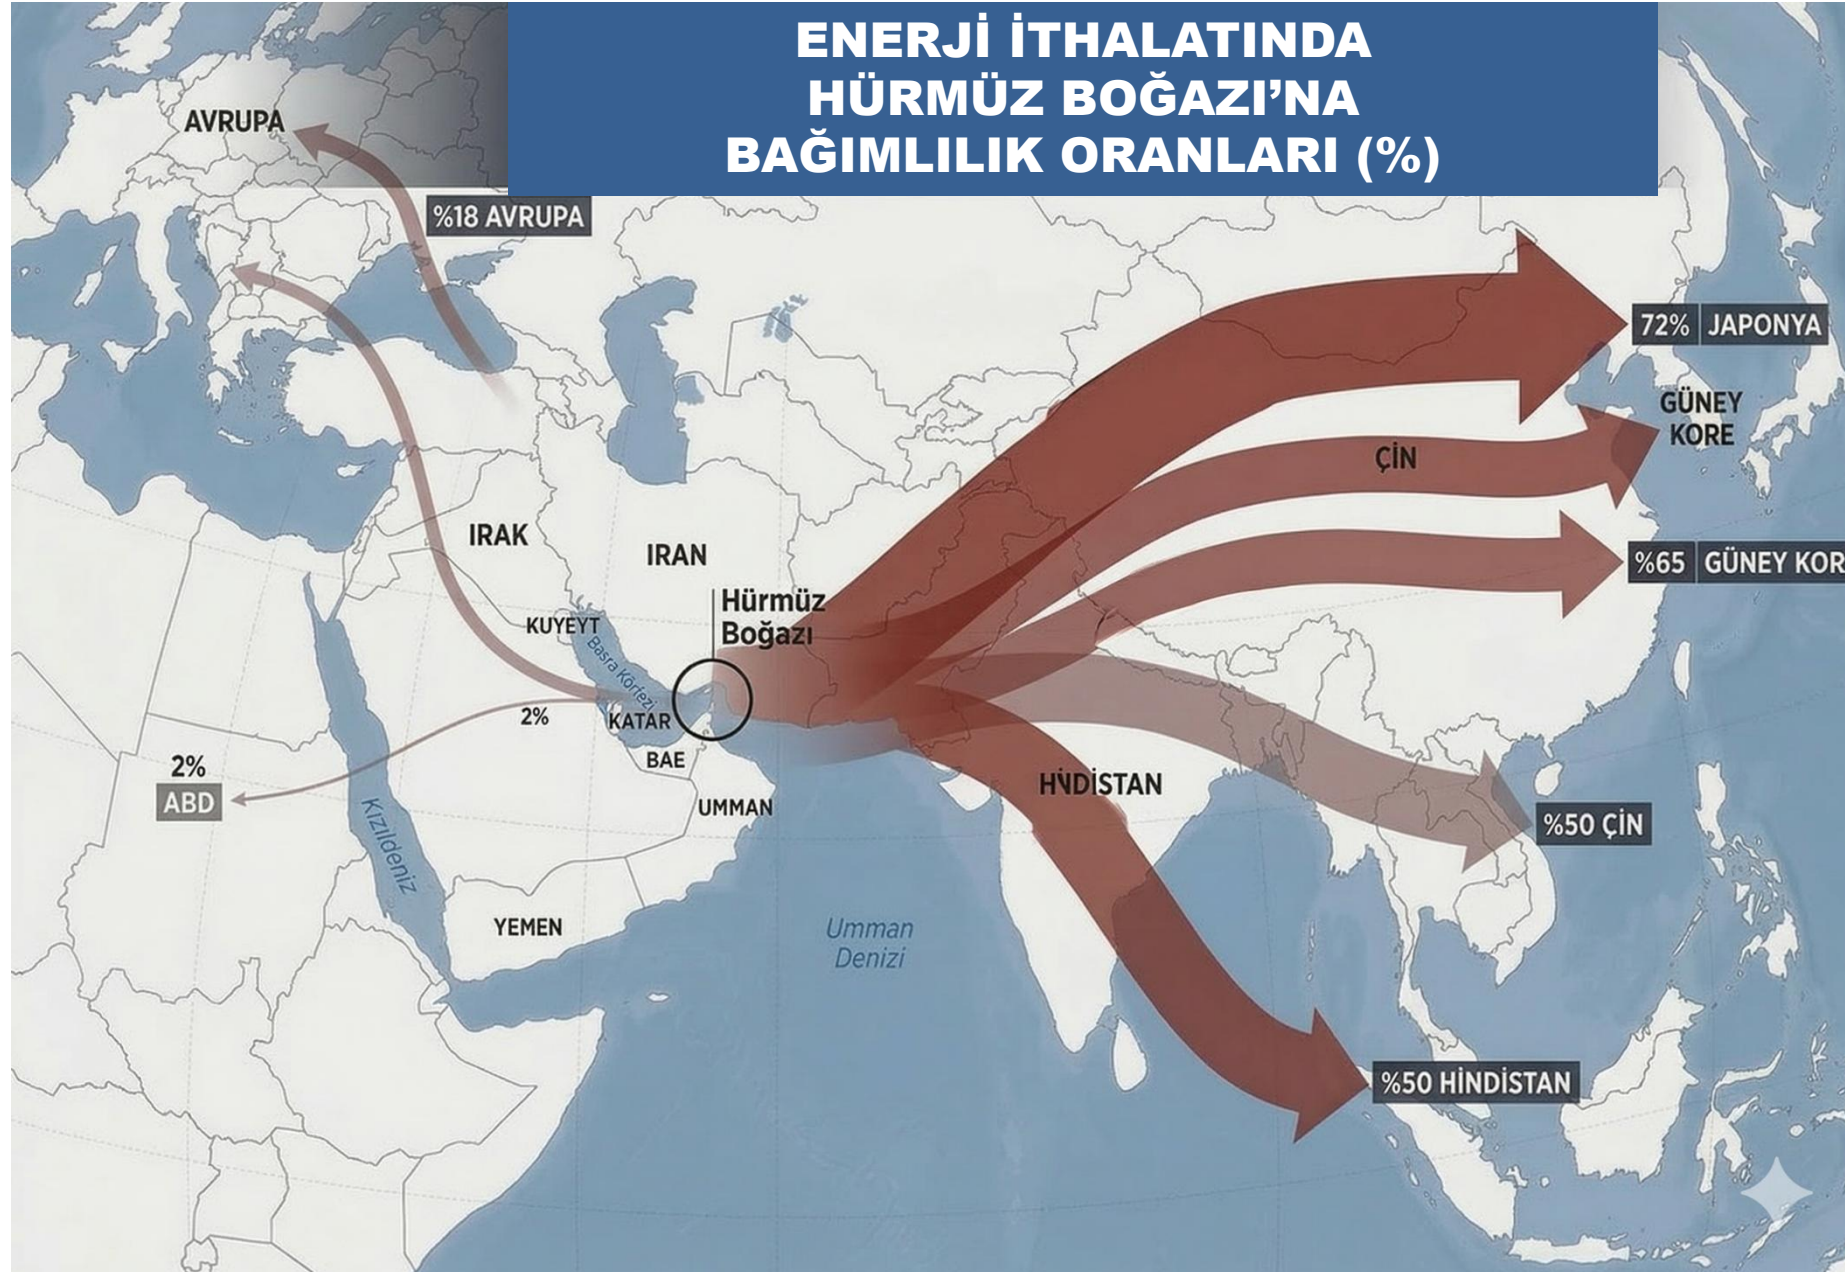 ENERJİ İTHALATINDA
HÜRMÜZ BOĞAZI’NA
BAĞIMLILIK ORANLARI (%)
AVRUPA
%18 AVRUPA
72% JAPONYA
GÜNEY
KORE
ÇİN
IRAK
IRAN
%65 GÜNEY KOR
Hürmüz
Boğazı
KUYEYT
Basra Körfezi
KATAR
2%
BAE
2%
ABD
UMMAN
HİNDİSTAN
%50 ÇİN
Kızıldeniz
YEMEN
Umman
Denizi
%50 HİNDİSTAN